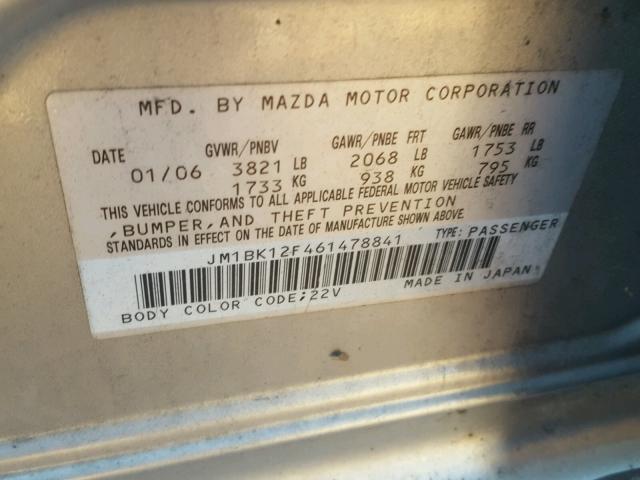 MFD. BY MAZDA MOTOR CORPORATION
DATE GVWR/PNBV GAWR/PNBE FRT GAWR/PNBE RR
01/06 3821 LB 2068 LB 1753 LB
1733 KG 938 KG 795 KG
THIS VEHICLE CONFORMS TO ALL APPLICABLE FEDERAL MOTOR VEHICLE SAFETY
,BUMPER,AND THEFT PREVENTION
STANDARDS IN EFFECT ON THE DATE OF MANUFACTURE SHOWN ABOVE.
JM1BK12F461478841 TYPE: PASSENGER
BODY COLOR CODE;22V MADE IN JAPAN